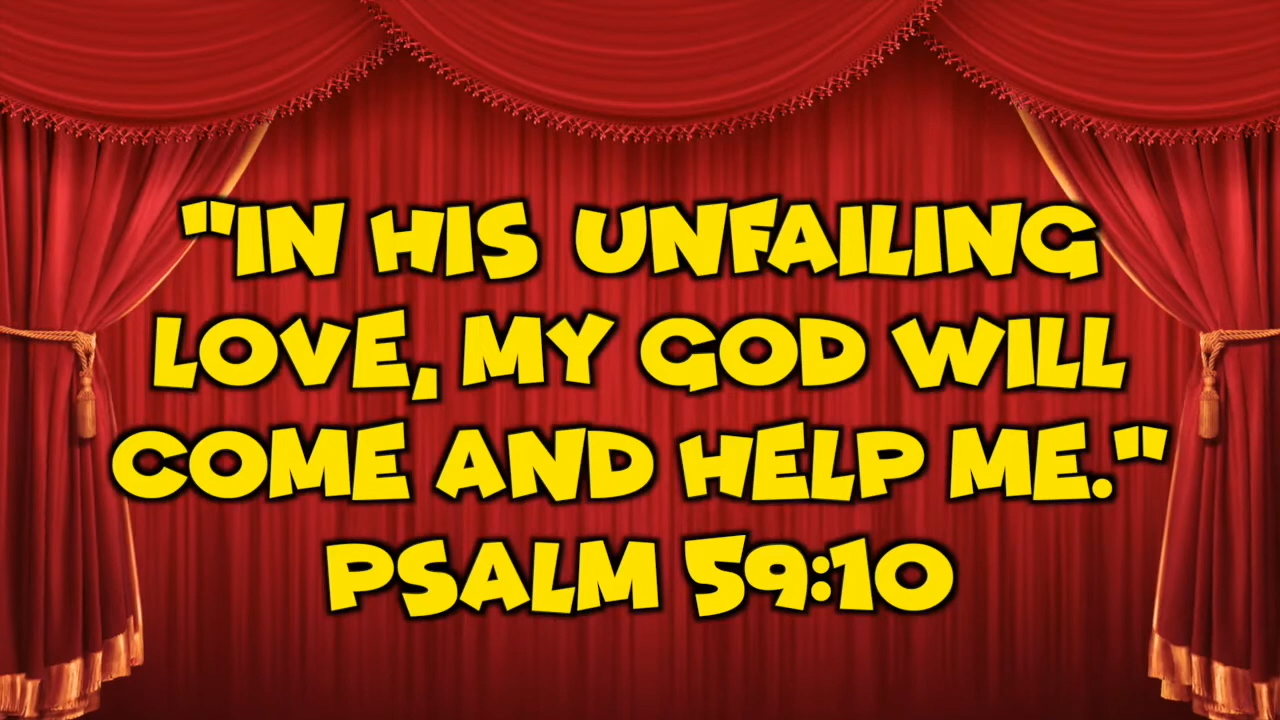 "IN HIS UNFAILING
LOVE, MY GOD WILL
COME AND HELP ME."
PSALM 59:10